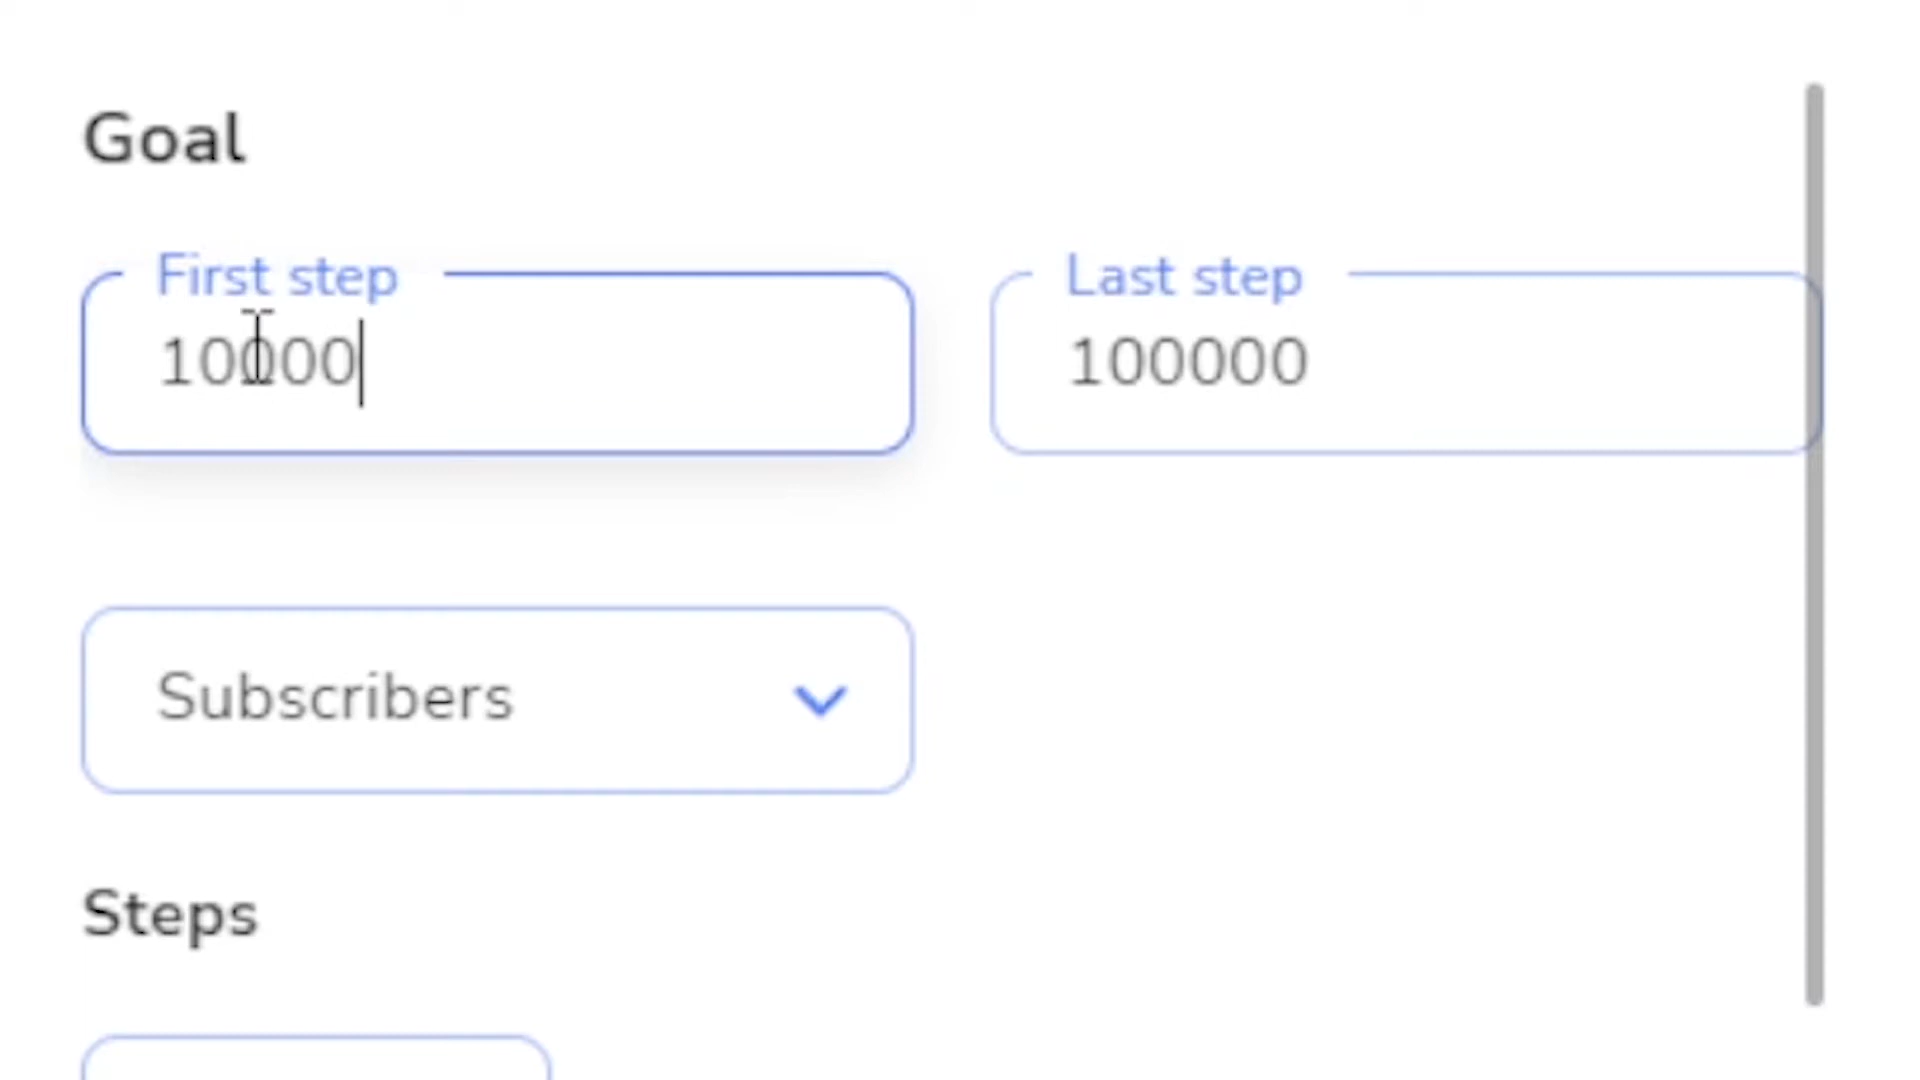 Goal
First step
10000
Last step
100000
Subscribers
Steps